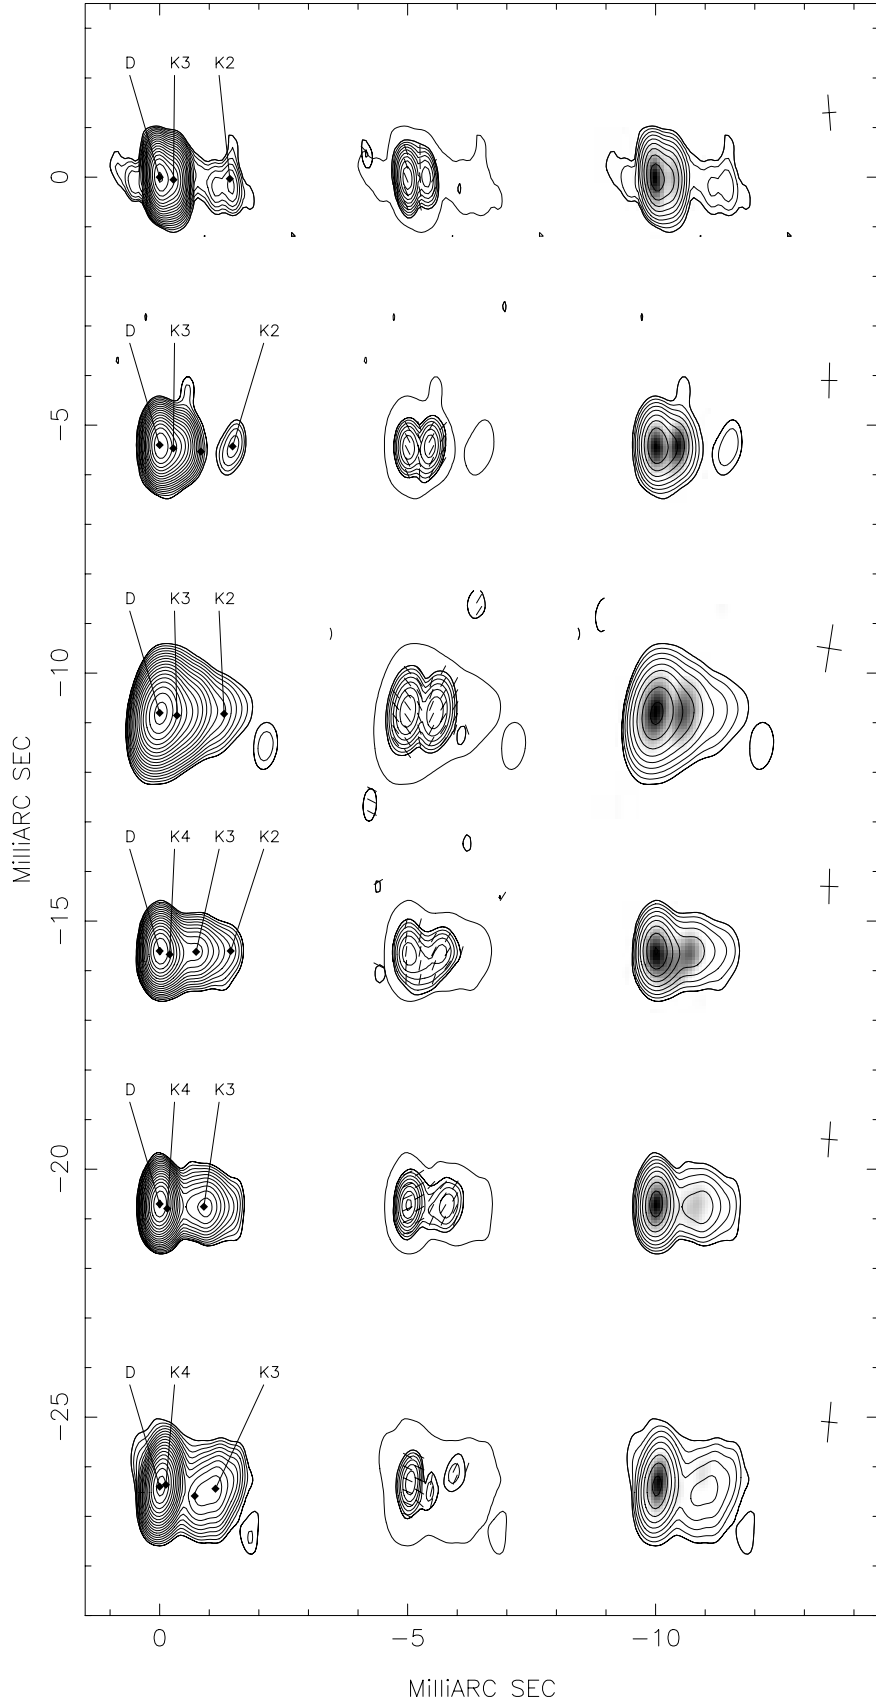 D K3 K2
0
D K3 K2
−5
D K3 K2
−10
D K4 K3 K2
−15
D K4 K3
−20
D K4 K3
−25
MilliARC SEC
0 −5 −10
MilliARC SEC